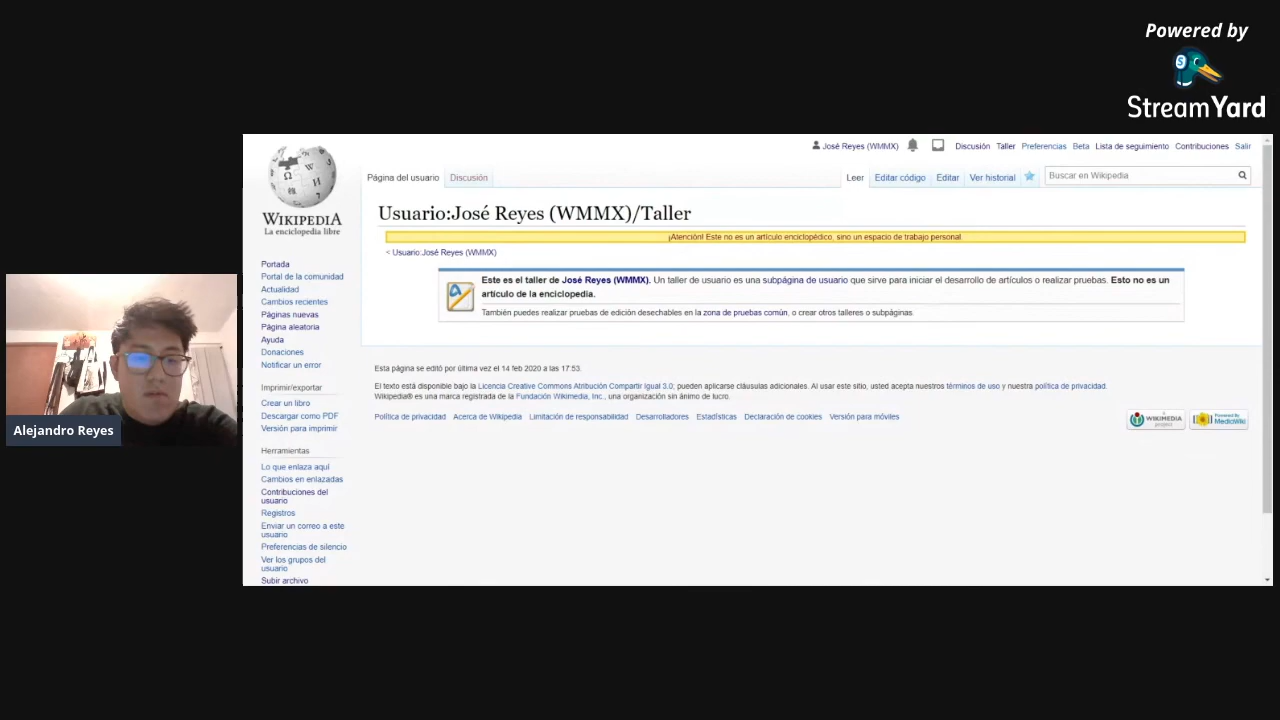 Powered by
StreamYard
José Reyes (WMMX) Discusión Taller Preferencias Beta Lista de seguimiento Contribuciones Salir
Página del usuario Discusión Leer Editar código Editar Ver historial Buscar en Wikipedia
WIKIPEDIA
La enciclopedia libre
Usuario:José Reyes (WMMX)/Taller
¡Atención! Este no es un artículo enciclopédico, sino un espacio de trabajo personal.
< Usuario:José Reyes (WMMX)
Este es el taller de José Reyes (WMMX). Un taller de usuario es una subpágina de usuario que sirve para iniciar el desarrollo de artículos o realizar pruebas. Esto no es un
artículo de la enciclopedia.
También puedes realizar pruebas de edición desechables en la zona de pruebas común, o crear otros talleres o subpáginas.
Portada
Portal de la comunidad
Actualidad
Cambios recientes
Páginas nuevas
Página aleatoria
Ayuda
Donaciones
Notificar un error
Imprimir/exportar
Crear un libro
Descargar como PDF
Versión para imprimir
Herramientas
Lo que enlaza aquí
Cambios en enlazadas
Contribuciones del
usuario
Registros
Enviar un correo a este
usuario
Preferencias de silencio
Ver los grupos del
usuario
Subir archivo
Esta página se editó por última vez el 14 feb 2020 a las 17:53.
El texto está disponible bajo la Licencia Creative Commons Atribución Compartir Igual 3.0; pueden aplicarse cláusulas adicionales. Al usar este sitio, usted acepta nuestros términos de uso y nuestra política de privacidad.
Wikipedia® es una marca registrada de la Fundación Wikimedia, Inc., una organización sin ánimo de lucro.
Política de privacidad Acerca de Wikipedia Limitación de responsabilidad Desarrolladores Estadísticas Declaración de cookies Versión para móviles
A WIKIMEDIA project
Powered By MediaWiki
Alejandro Reyes